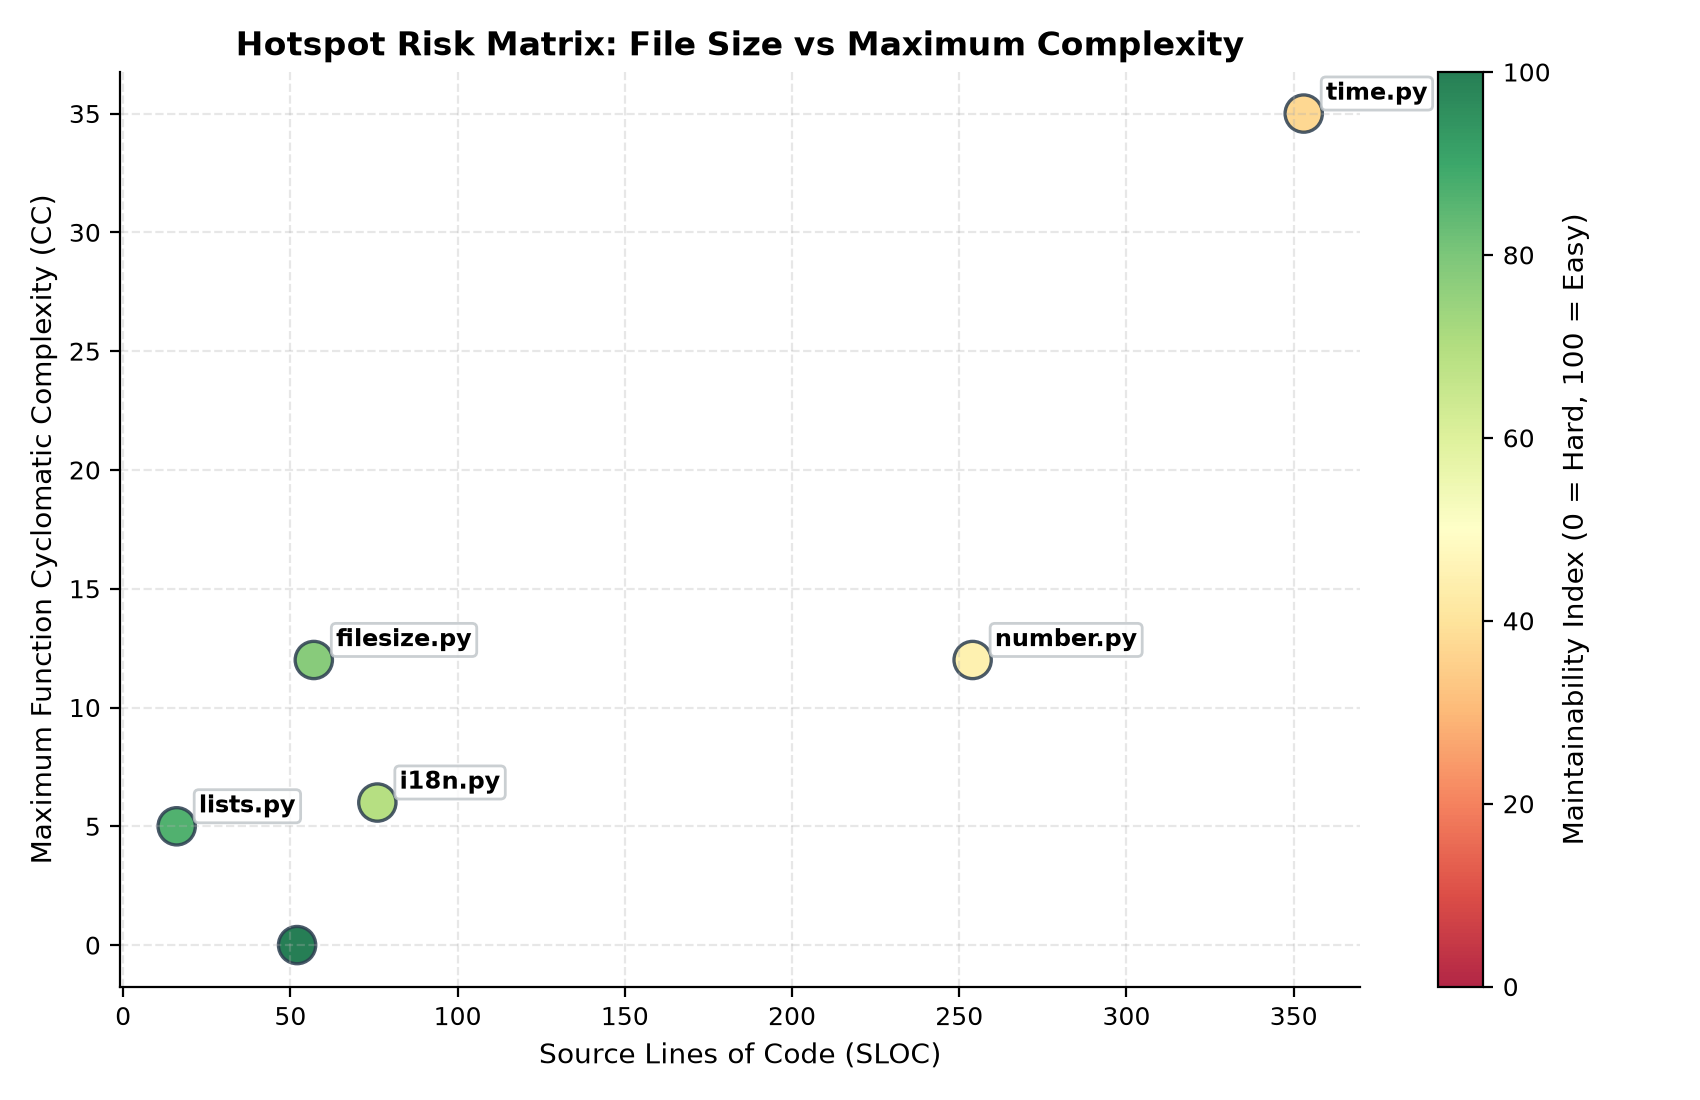 Hotspot Risk Matrix: File Size vs Maximum Complexity
Maximum Function Cyclomatic Complexity (CC)
35
30
25
20
15
10
5
0
time.py
filesize.py
number.py
i18n.py
lists.py
0
50
100
150
200
250
300
350
Source Lines of Code (SLOC)
100
80
60
40
20
0
Maintainability Index (0 = Hard, 100 = Easy)